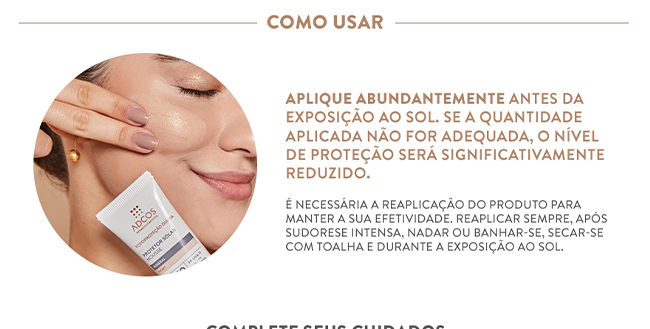 COMO USAR
APLIQUE ABUNDANTEMENTE ANTES DA
EXPOSIÇÃO AO SOL. SE A QUANTIDADE
APLICADA NÃO FOR ADEQUADA, O NÍVEL
DE PROTEÇÃO SERÁ SIGNIFICATIVAMENTE
REDUZIDO.
É NECESSÁRIA A REAPLICAÇÃO DO PRODUTO PARA
MANTER A SUA EFETIVIDADE. REAPLICAR SEMPRE, APÓS
SUDORESE INTENSA, NADAR OU BANHAR-SE, SECAR-SE
COM TOALHA E DURANTE A EXPOSIÇÃO AO SOL.
ADCOS
PROTETOR SOLAR
MOUSSE
MINERAL
COMPLETE SEUS CUIDADOS